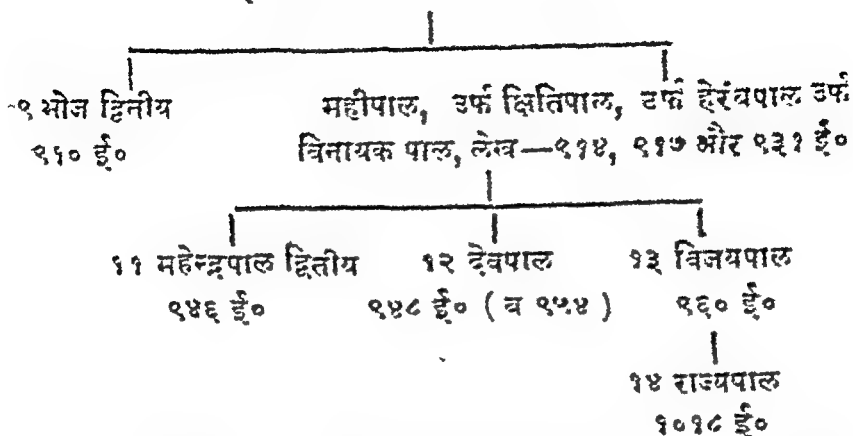 ९ भोज द्वितीय महीपाल, उर्फ क्षितिपाल, उर्फ हेरंवपाल उर्फ
९१० ई० विनायक पाल, लेख—९१४, ९१७ और ९३१ ई०
११ महेन्द्रपाल द्वितीय १२ देवपाल १३ विजयपाल
९४६ ई० ९४८ ई० ( व ९५४ ) ९६० ई०
१४ राज्यपाल
१०१८ ई०